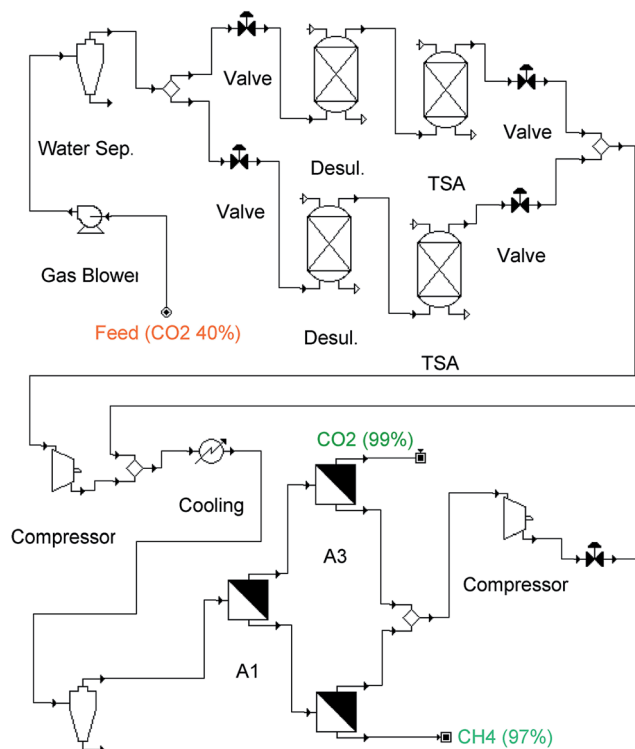 Valve
Valve
Water Sep.
Desul.
TSA
Valve
Valve
Gas Blower
Feed (CO2 40%)
Desul.
TSA
CO2 (99%)
Cooling
Compressor
A3
Compressor
A1
CH4 (97%)